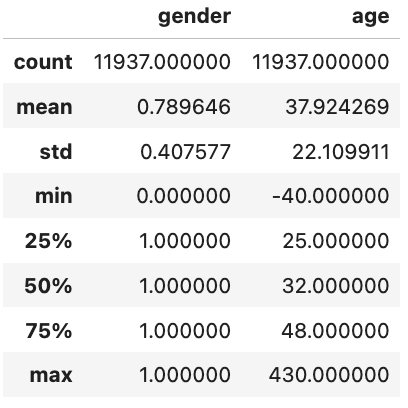 gender age
count 11937.000000 11937.000000
mean 0.789646 37.924269
std 0.407577 22.109911
min 0.000000 -40.000000
25% 1.000000 25.000000
50% 1.000000 32.000000
75% 1.000000 48.000000
max 1.000000 430.000000